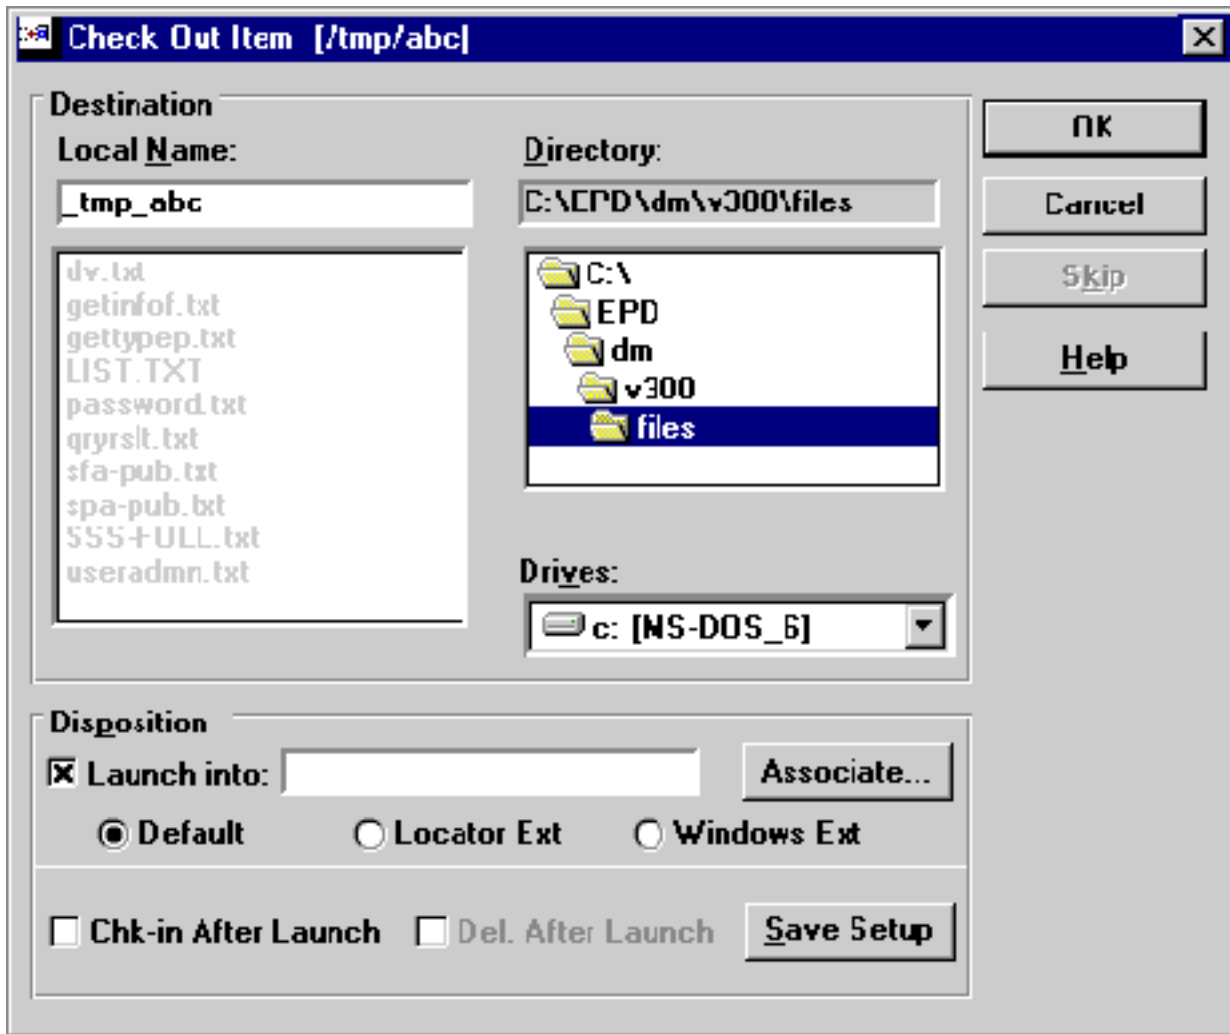 Check Out Item [/tmp/abc]
Destination
Local Name:
Directory:
_tmp_abc
C:\EPD\dm\v300\files
dv.txt
getinfof.txt
gettypep.txt
LIST.TXT
password.txt
qryrslt.txt
sfa-pub.txt
spa-pub.txt
SSS+ULL.txt
useradmn.txt
C:\
EPD
dm
v300
files
Drives:
c: [MS-DOS_6]
OK
Cancel
Skip
Help
Disposition
Launch into:
Associate...
Default
Locator Ext
Windows Ext
Chk-in After Launch
Del. After Launch
Save Setup